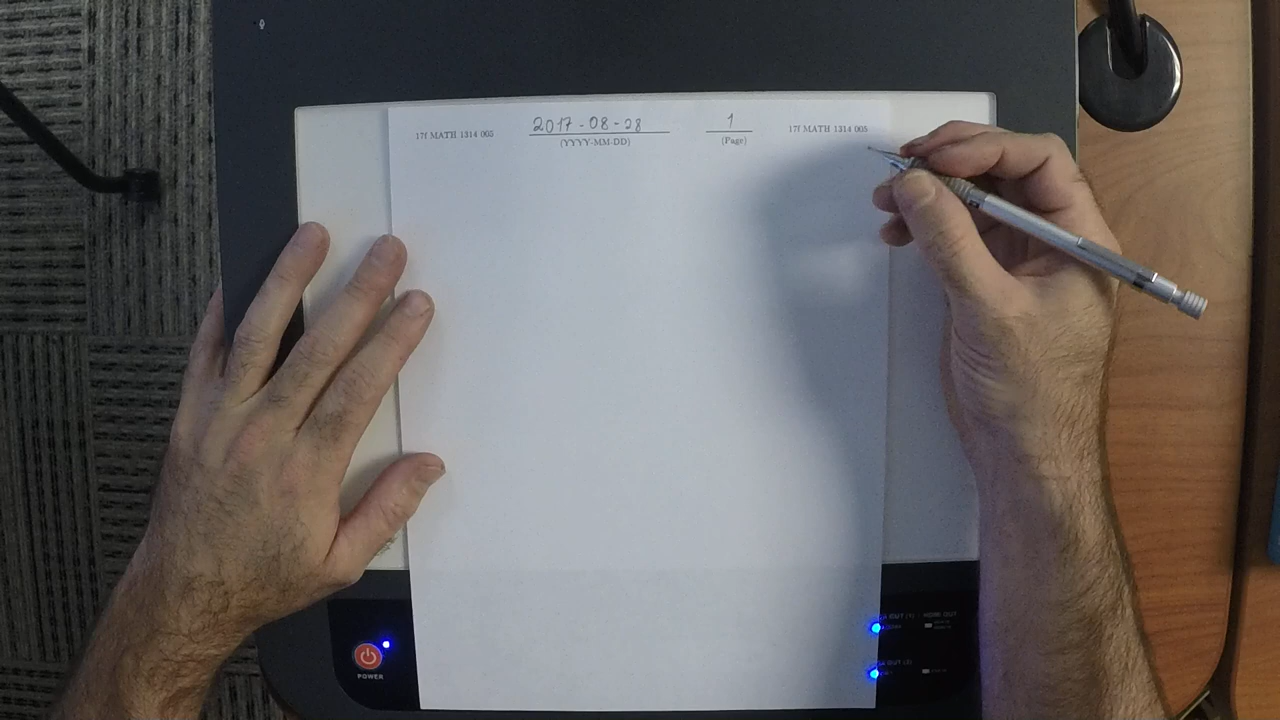 17f MATH 1314 005 2017-08-28 1 17f MATH 1314 005
(YYYY-MM-DD) (Page)
POWER